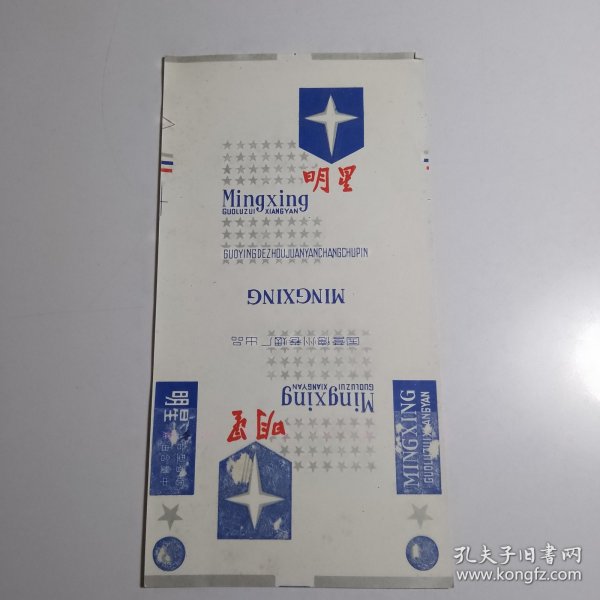 明星
Mingxing
GUOLUZUI XIANGYAN
GUOYINGDEZHOUJUANYANCHANGCHUPIN
MINGXING
国营德州卷烟厂出品
Mingxing
GUOLUZUI
XIANGYAN
明星
明星
MINGXING
GUOLUZUI XIANGYAN
孔夫子旧书网
www.kongfz.com